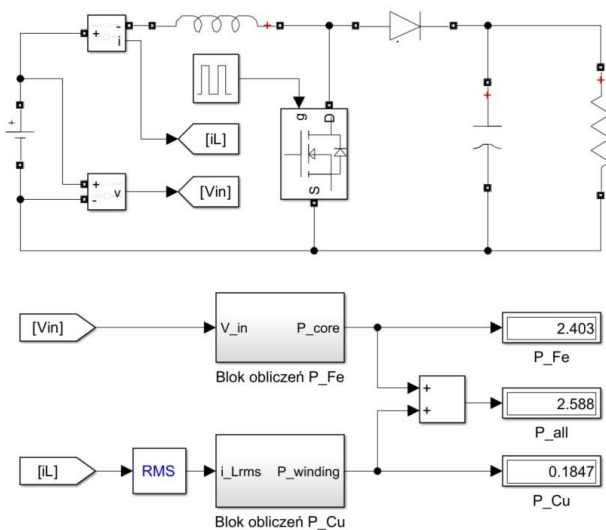 + - i
[iL]
g D S
+ - v
[Vin]
+
[Vin]
V_in P_core
Blok obliczeń P_Fe
2.403
P_Fe
+
+
2.588
P_all
[iL]
RMS
i_Lrms P_winding
Blok obliczeń P_Cu
0.1847
P_Cu